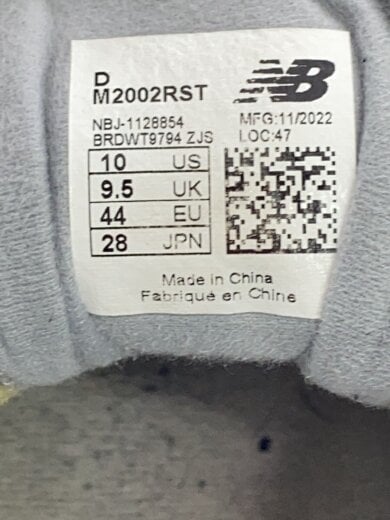 D
M2002RST
NB
NBJ-1128854
BRDWT9794 ZJS
MFG:11/2022
LOC:47
10 US
9.5 UK
44 EU
28 JPN
Made in China
Fabriqué en Chine